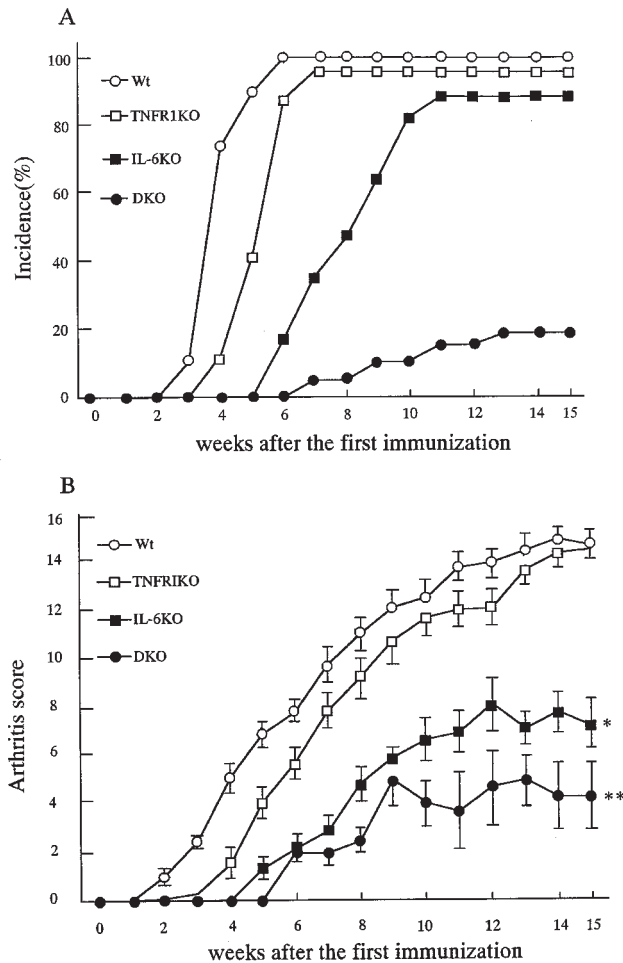 A
100
80
60
40
20
0
Incidence(%)
Wt
TNFR1KO
IL-6KO
DKO
0 2 4 6 8 10 12 14 15
weeks after the first immunization
B
16
14
12
10
8
6
4
2
0
Arthritis score
Wt
TNFRIKO
IL-6KO
DKO
*
**
0 2 4 6 8 10 12 14 15
weeks after the first immunization